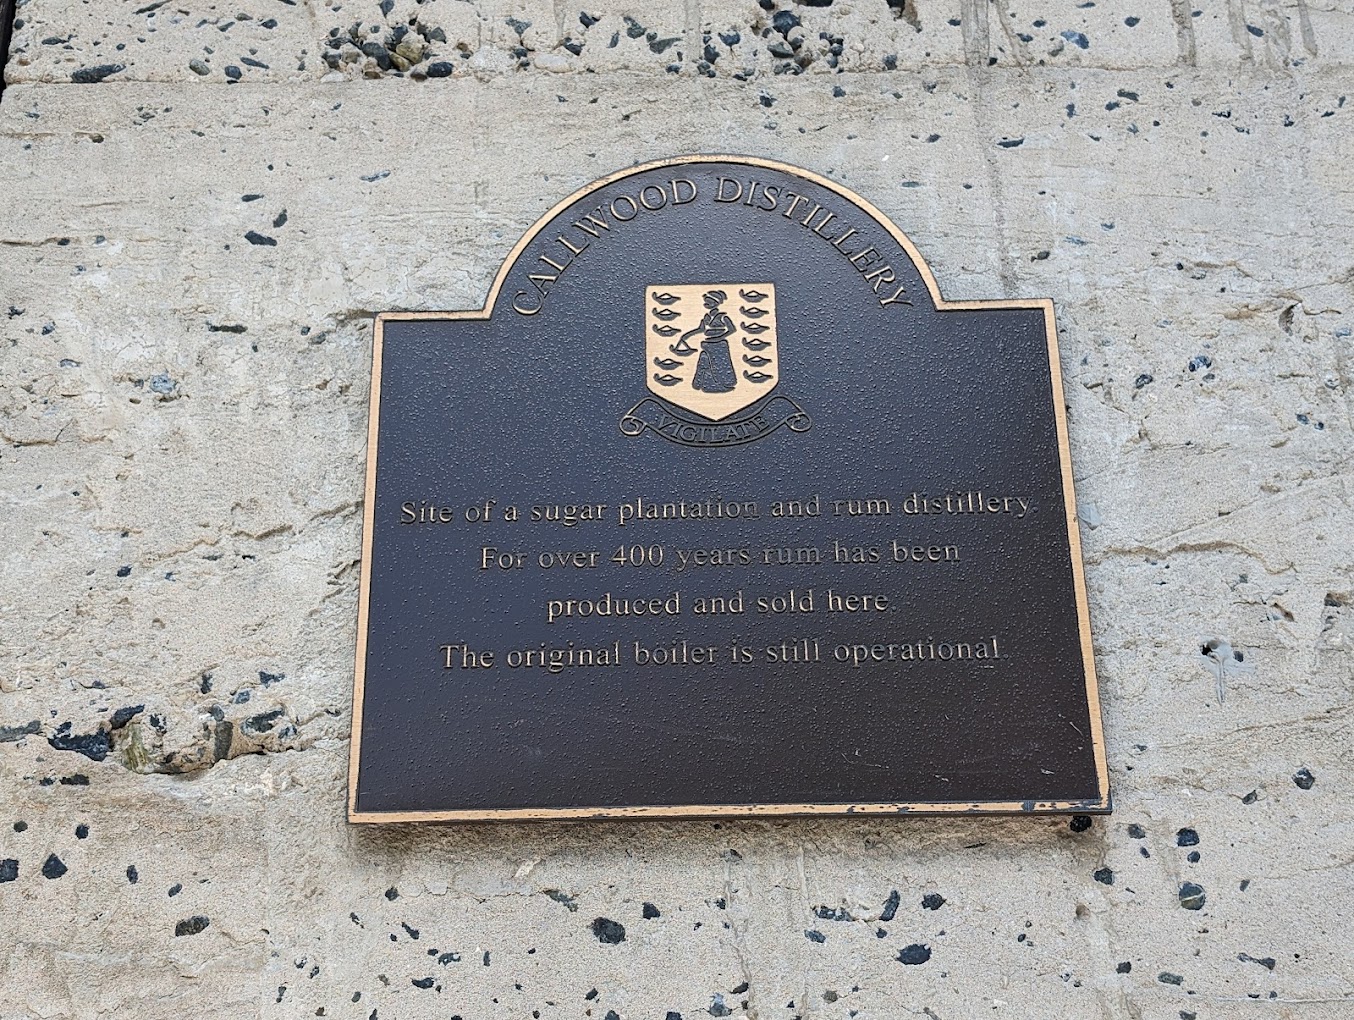 CALLWOOD DISTILLERY
VIGILATE
Site of a sugar plantation and rum distillery.
For over 400 years rum has been
produced and sold here.
The original boiler is still operational.